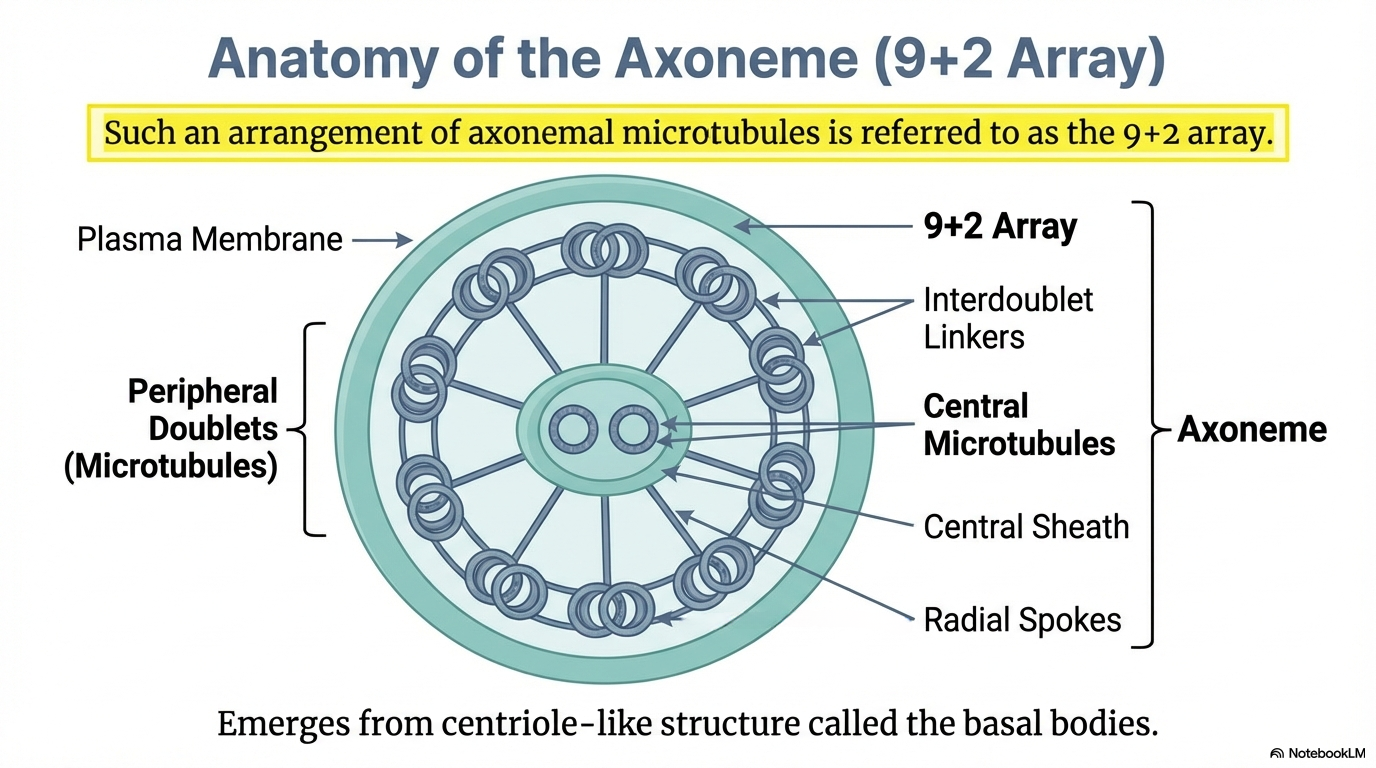 Anatomy of the Axoneme (9+2 Array)
Such an arrangement of axonemal microtubules is referred to as the 9+2 array.
Plasma Membrane
Peripheral
Doublets
(Microtubules)
9+2 Array
Interdoublet
Linkers
Central
Microtubules
Central Sheath
Radial Spokes
Axoneme
Emerges from centriole-like structure called the basal bodies.
NotebookLM